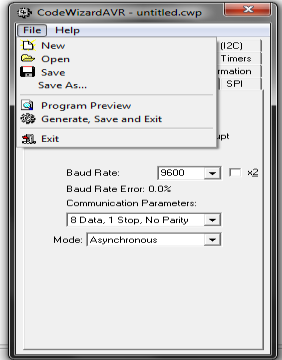 CodeWizardAVR - untitled.cwp
File Help
New
Open
Save
Save As...
Program Preview
Generate, Save and Exit
Exit
(I2C)
Timers
SPI
Baud Rate: 9600 x2
Baud Rate Error: 0.0%
Communication Parameters:
8 Data, 1 Stop, No Parity
Mode: Asynchronous